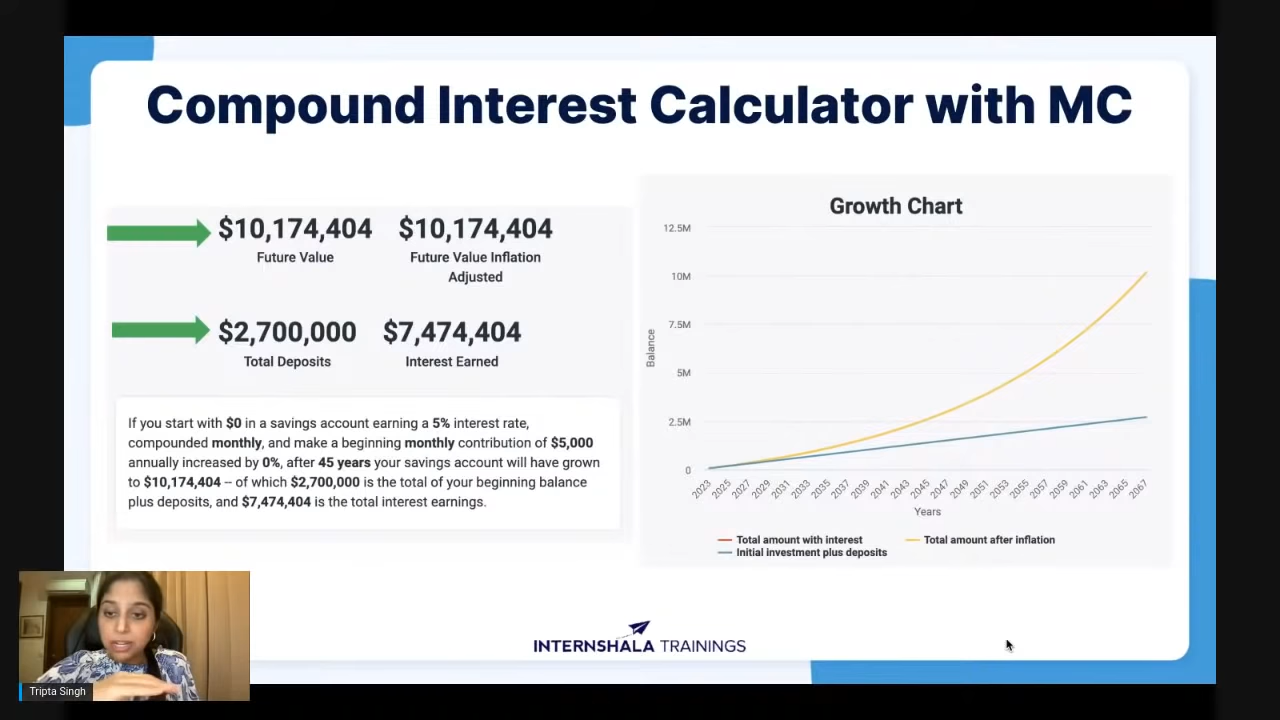 Compound Interest Calculator with MC
$10,174,404 $10,174,404
Future Value Future Value Inflation
Adjusted
$2,700,000 $7,474,404
Total Deposits Interest Earned
If you start with $0 in a savings account earning a 5% interest rate,
compounded monthly, and make a beginning monthly contribution of $5,000
annually increased by 0%, after 45 years your savings account will have grown
to $10,174,404 – of which $2,700,000 is the total of your beginning balance
plus deposits, and $7,474,404 is the total interest earnings.
Growth Chart
12.5M
10M
7.5M
5M
2.5M
0
Balance
2023 2025 2027 2029 2031 2033 2035 2037 2039 2041 2043 2045 2047 2049 2051 2053 2055 2057 2059 2061 2063 2065 2067
Years
Total amount with interest Total amount after inflation
Initial investment plus deposits
INTERNSHALA TRAININGS
Tripta Singh